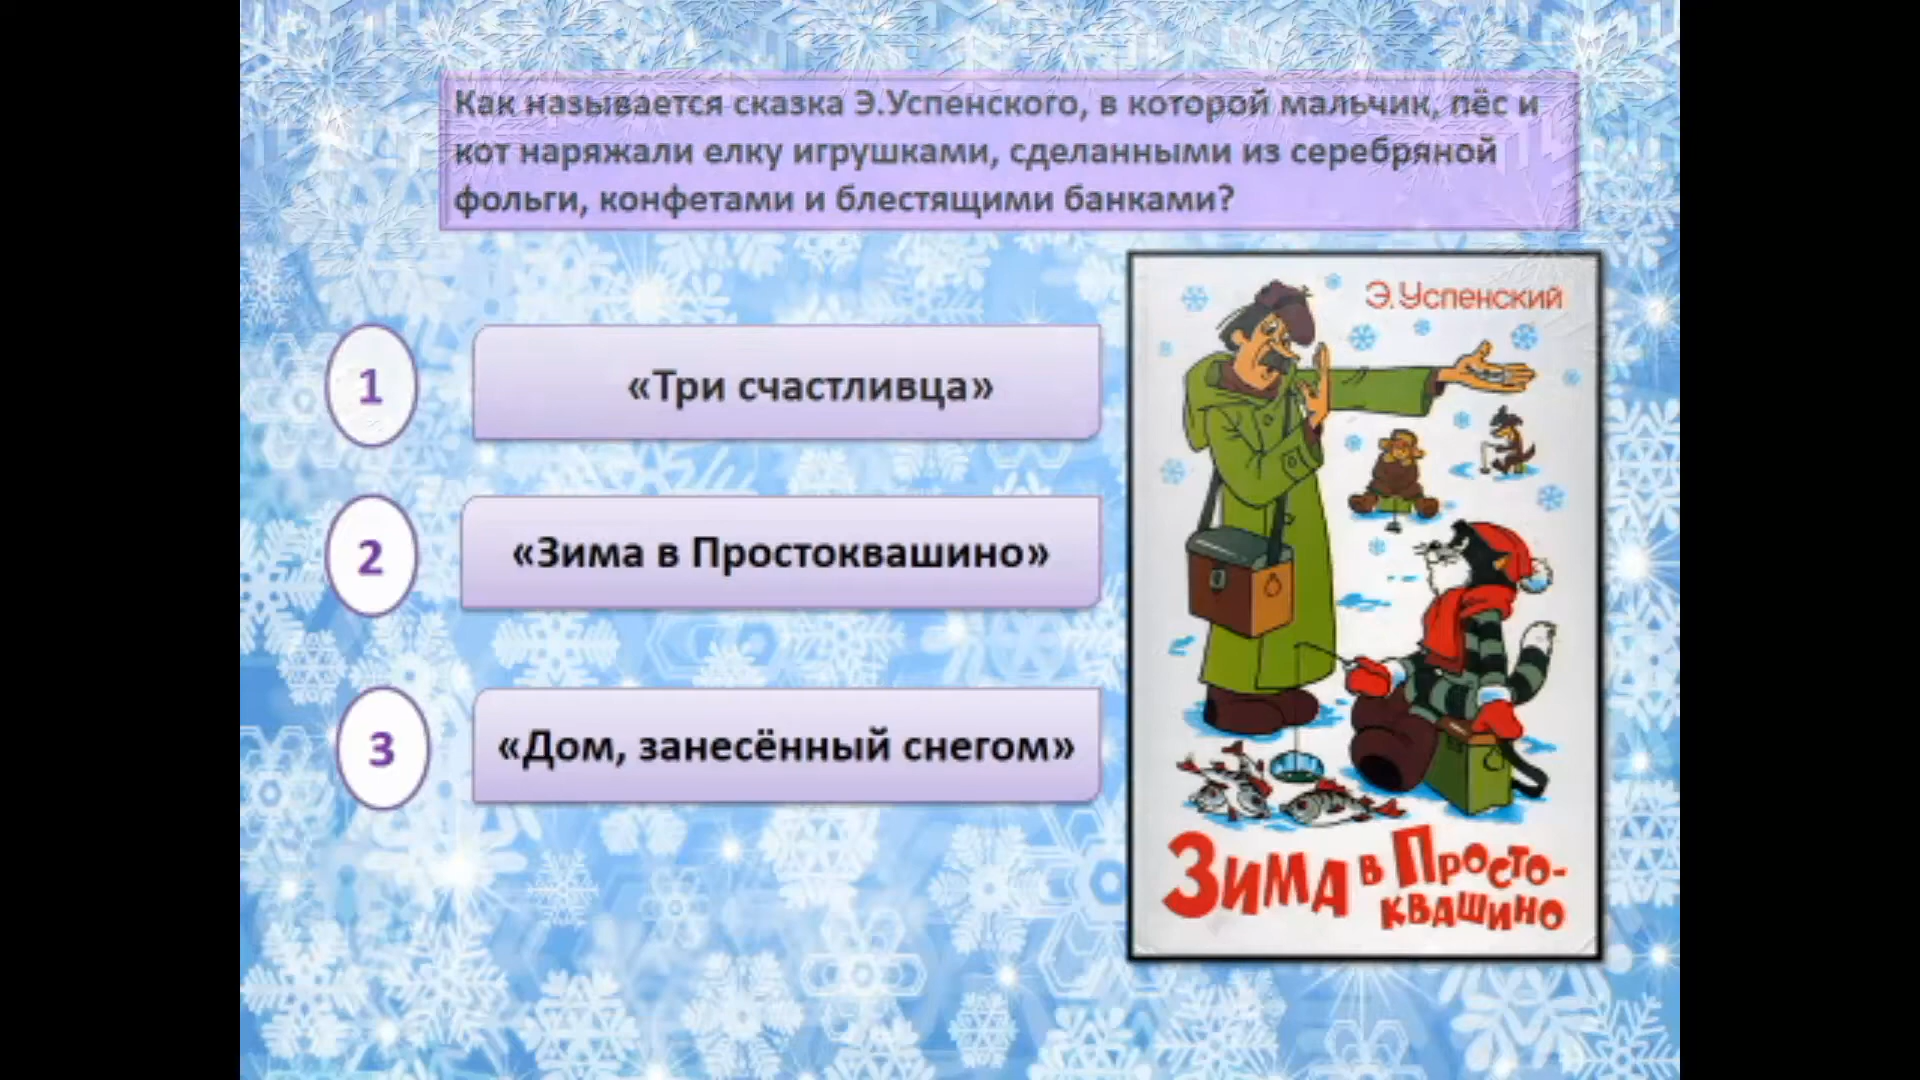 Как называется сказка Э.Успенского, в которой мальчик, пёс и
кот наряжали елку игрушками, сделанными из серебряной
фольги, конфетами и блестящими банками?
1
«Три счастливца»
2
«Зима в Простоквашино»
3
«Дом, занесённый снегом»
Э. Успенский
Зима в Просто-
квашино